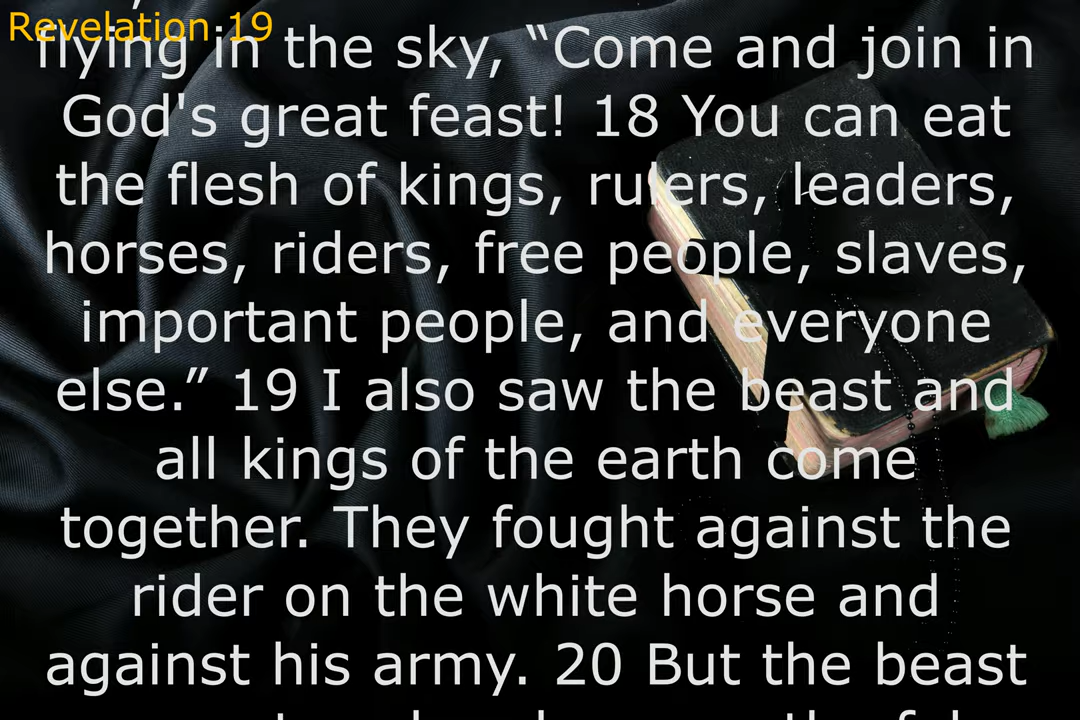 Revelation 19
flying in the sky, “Come and join in
God's great feast! 18 You can eat
the flesh of kings, rulers, leaders,
horses, riders, free people, slaves,
important people, and everyone
else.” 19 I also saw the beast and
all kings of the earth come
together. They fought against the
rider on the white horse and
against his army. 20 But the beast